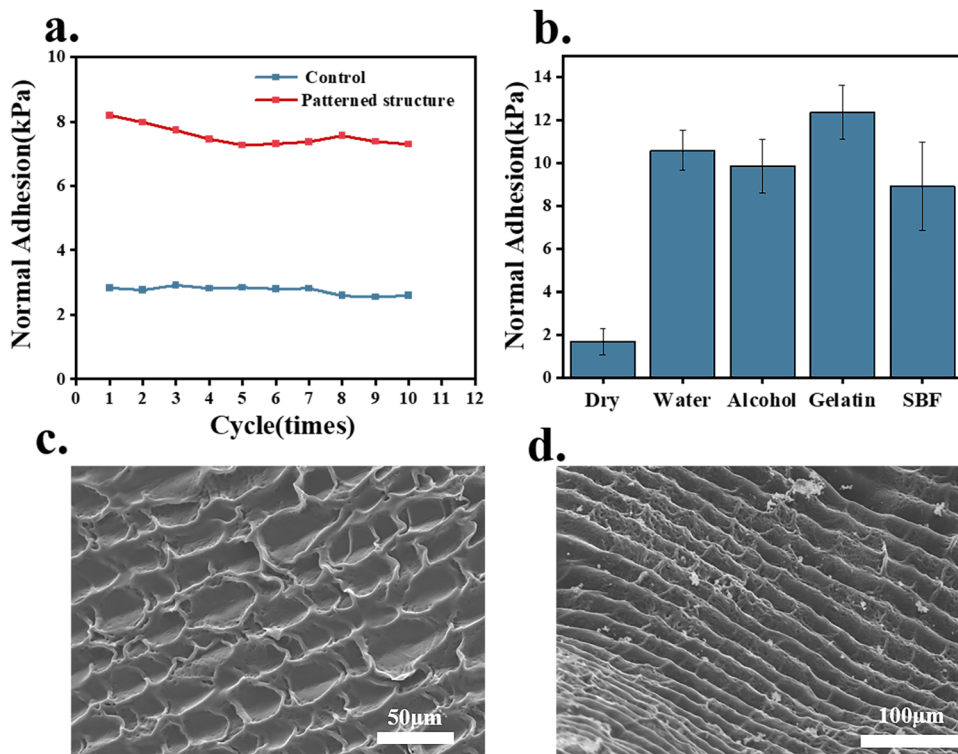 a.
Normal Adhesion(kPa)
10
8
6
4
2
0
Control
Patterned structure
0 1 2 3 4 5 6 7 8 9 10 11 12
Cycle(times)
b.
Normal Adhesion(kPa)
14
12
10
8
6
4
2
0
Dry Water Alcohol Gelatin SBF
c.
50μm
d.
100μm